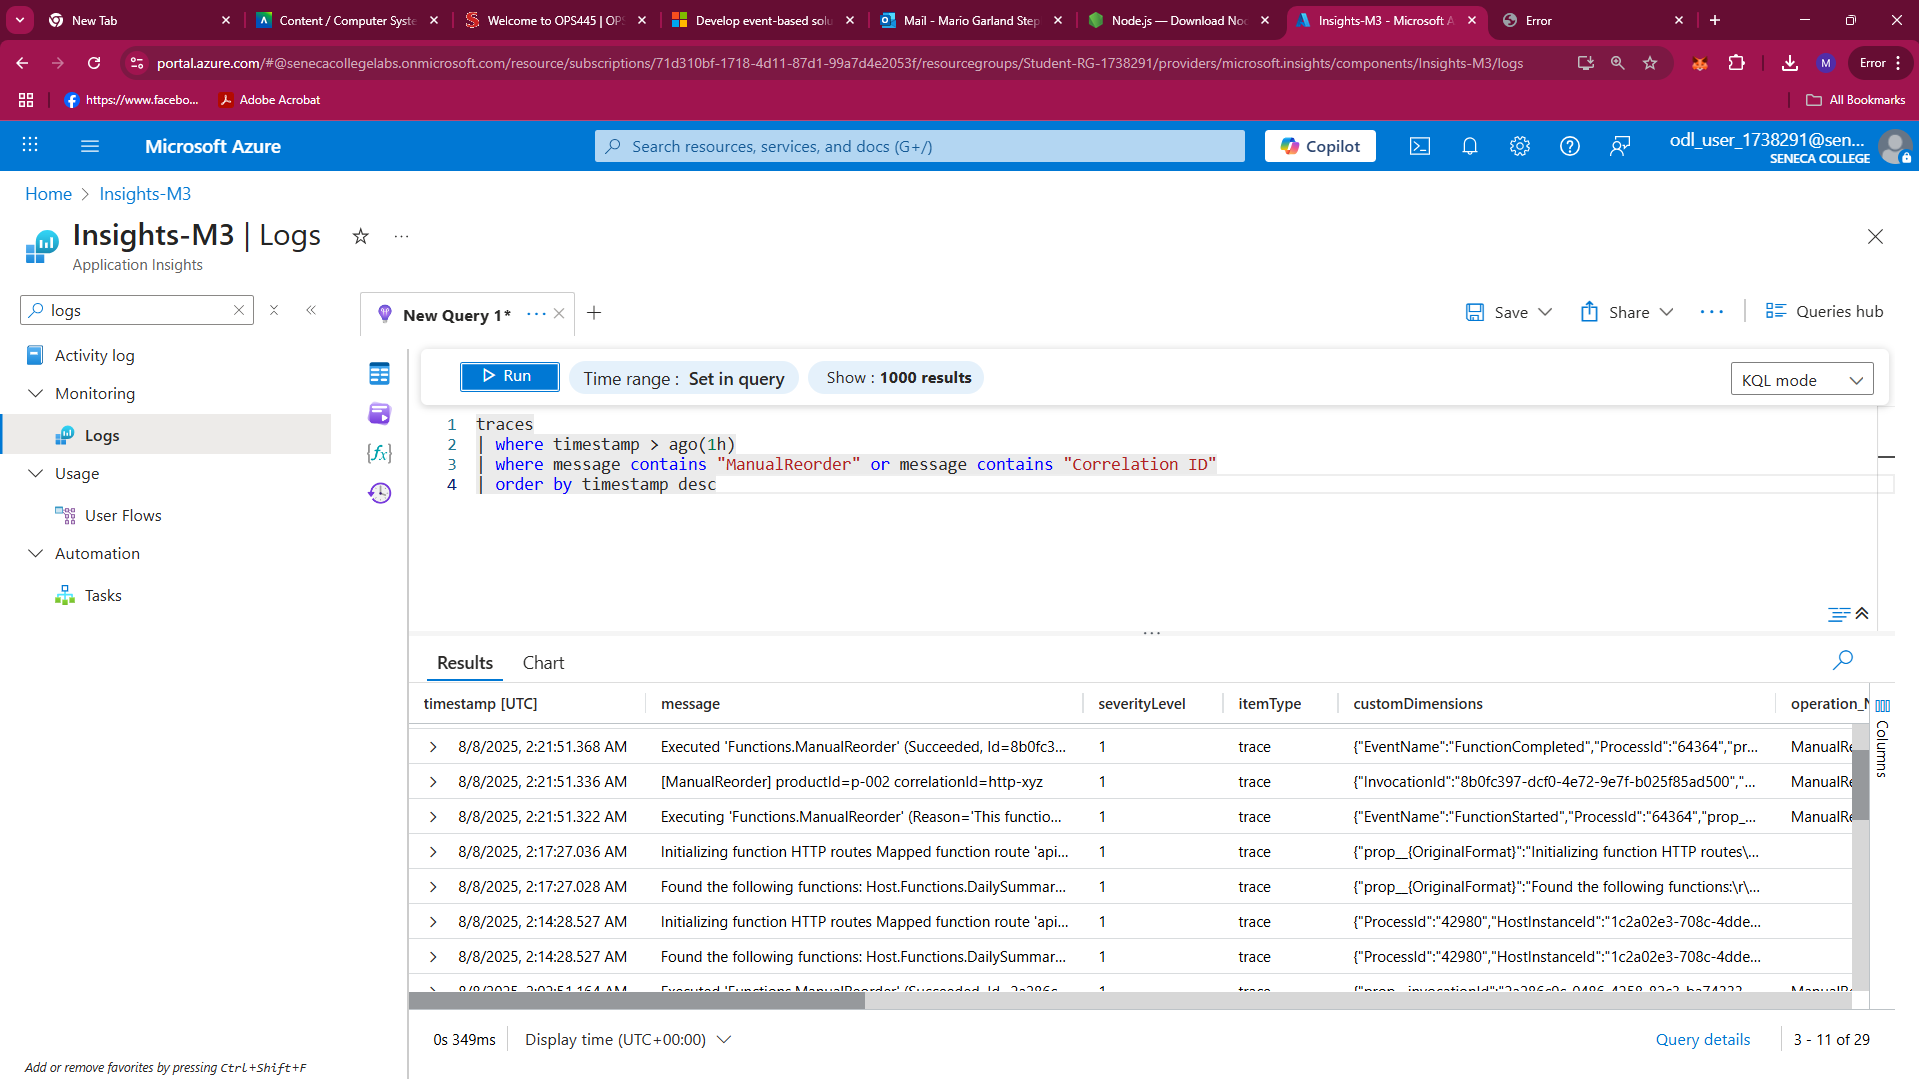 New Tab
Content / Computer Syste
Welcome to OPS445 | OPS
Develop event-based solu
Mail - Mario Garland Step
Node.js — Download Nod
Insights-M3 - Microsoft A
Error
portal.azure.com/#@senecacollegelabs.onmicrosoft.com/resource/subscriptions/71d310bf-1718-4d11-87d1-99a7d4e2053f/resourcegroups/Student-RG-1738291/providers/microsoft.insights/components/Insights-M3/logs
M
Error
https://www.facebo...
Adobe Acrobat
All Bookmarks
Microsoft Azure
Search resources, services, and docs (G+/)
Copilot
odl_user_1738291@sen...
SENECA COLLEGE
Home > Insights-M3
Insights-M3 | Logs
Application Insights
logs
Activity log
Monitoring
Logs
Usage
User Flows
Automation
Tasks
New Query 1*
Save
Share
Queries hub
Run
Time range : Set in query
Show : 1000 results
KQL mode
1 traces
2 | where timestamp > ago(1h)
3 | where message contains "ManualReorder" or message contains "Correlation ID"
4 | order by timestamp desc
Results
Chart
timestamp [UTC] message severityLevel itemType customDimensions operation_N
8/8/2025, 2:21:51.368 AM Executed 'Functions.ManualReorder' (Succeeded, Id=8b0fc3... 1 trace {"EventName":"FunctionCompleted","ProcessId":"64364","pr... ManualRe
8/8/2025, 2:21:51.336 AM [ManualReorder] productId=p-002 correlationId=http-xyz 1 trace {"InvocationId":"8b0fc397-dcf0-4e72-9e7f-b025f85ad500","... ManualRe
8/8/2025, 2:21:51.322 AM Executing 'Functions.ManualReorder' (Reason='This functio... 1 trace {"EventName":"FunctionStarted","ProcessId":"64364","prop_... ManualRe
8/8/2025, 2:17:27.036 AM Initializing function HTTP routes Mapped function route 'api... 1 trace {"prop__{OriginalFormat}":"Initializing function HTTP routes\...
8/8/2025, 2:17:27.028 AM Found the following functions: Host.Functions.DailySummar... 1 trace {"prop__{OriginalFormat}":"Found the following functions:\r\...
8/8/2025, 2:14:28.527 AM Initializing function HTTP routes Mapped function route 'api... 1 trace {"ProcessId":"42980","HostInstanceId":"1c2a02e3-708c-4dde...
8/8/2025, 2:14:28.527 AM Found the following functions: Host.Functions.DailySummar... 1 trace {"ProcessId":"42980","HostInstanceId":"1c2a02e3-708c-4dde...
Columns
0s 349ms
Display time (UTC+00:00)
Query details
3 - 11 of 29
Add or remove favorites by pressing Ctrl+Shift+F